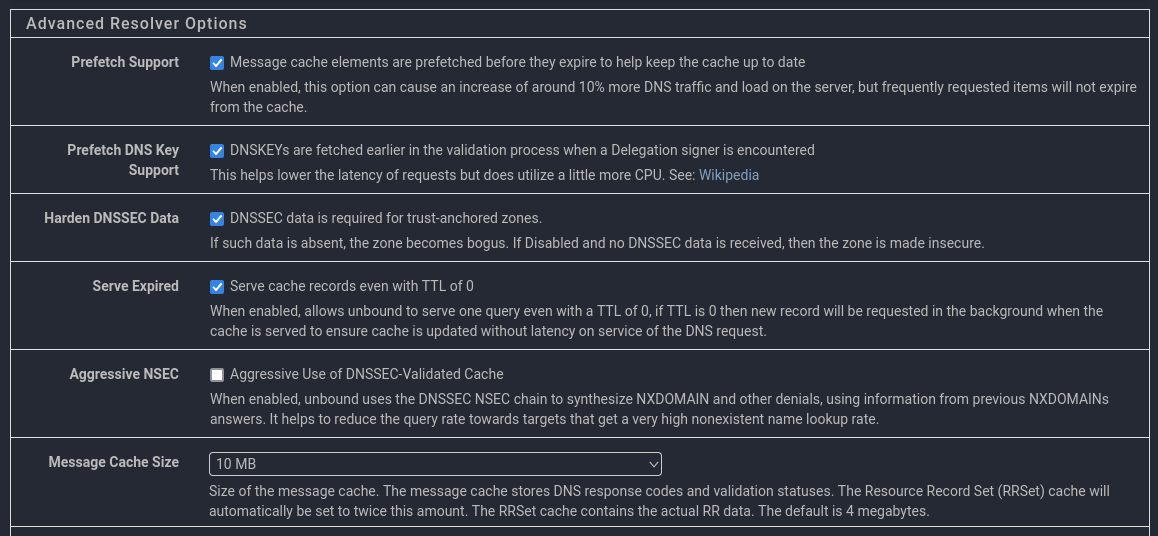 Advanced Resolver Options
Prefetch Support
Message cache elements are prefetched before they expire to help keep the cache up to date
When enabled, this option can cause an increase of around 10% more DNS traffic and load on the server, but frequently requested items will not expire
from the cache.
Prefetch DNS Key
Support
DNSKEYs are fetched earlier in the validation process when a Delegation signer is encountered
This helps lower the latency of requests but does utilize a little more CPU. See: Wikipedia
Harden DNSSEC Data
DNSSEC data is required for trust-anchored zones.
If such data is absent, the zone becomes bogus. If Disabled and no DNSSEC data is received, then the zone is made insecure.
Serve Expired
Serve cache records even with TTL of 0
When enabled, allows unbound to serve one query even with a TTL of 0, if TTL is 0 then new record will be requested in the background when the
cache is served to ensure cache is updated without latency on service of the DNS request.
Aggressive NSEC
Aggressive Use of DNSSEC-Validated Cache
When enabled, unbound uses the DNSSEC NSEC chain to synthesize NXDOMAIN and other denials, using information from previous NXDOMAINs
answers. It helps to reduce the query rate towards targets that get a very high nonexistent name lookup rate.
Message Cache Size
10 MB
Size of the message cache. The message cache stores DNS response codes and validation statuses. The Resource Record Set (RRSet) cache will
automatically be set to twice this amount. The RRSet cache contains the actual RR data. The default is 4 megabytes.